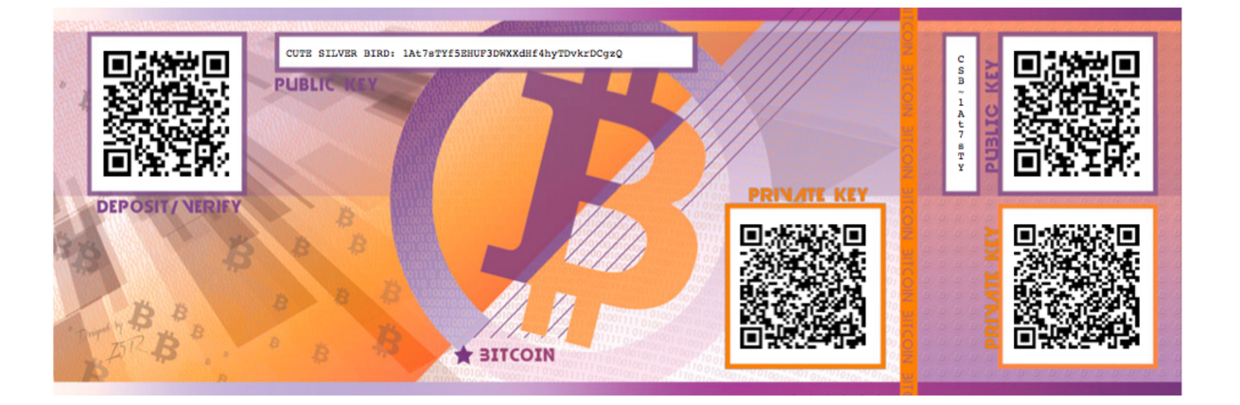 CUTE SILVER BIRD: 1At7sTYf5EHUF3DWXXdHf4hyTDvkrDCgzQ
PUBLIC KEY
DEPOSIT/VERIFY
PRIVATE KEY
BITCOIN
Designed by
BITCOIN BITCOIN BITCOIN BITCOIN BITCOIN
CSB~1At7sTY
PUBLIC KEY
PRIVATE KEY